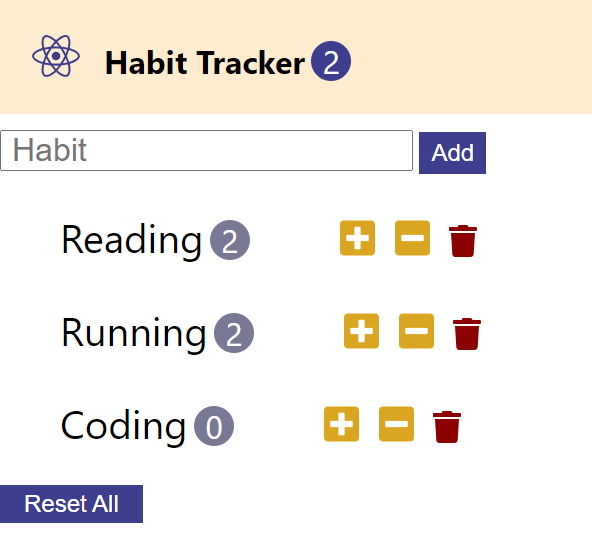 Habit Tracker 2
Habit Add
Reading 2
Running 2
Coding 0
Reset All